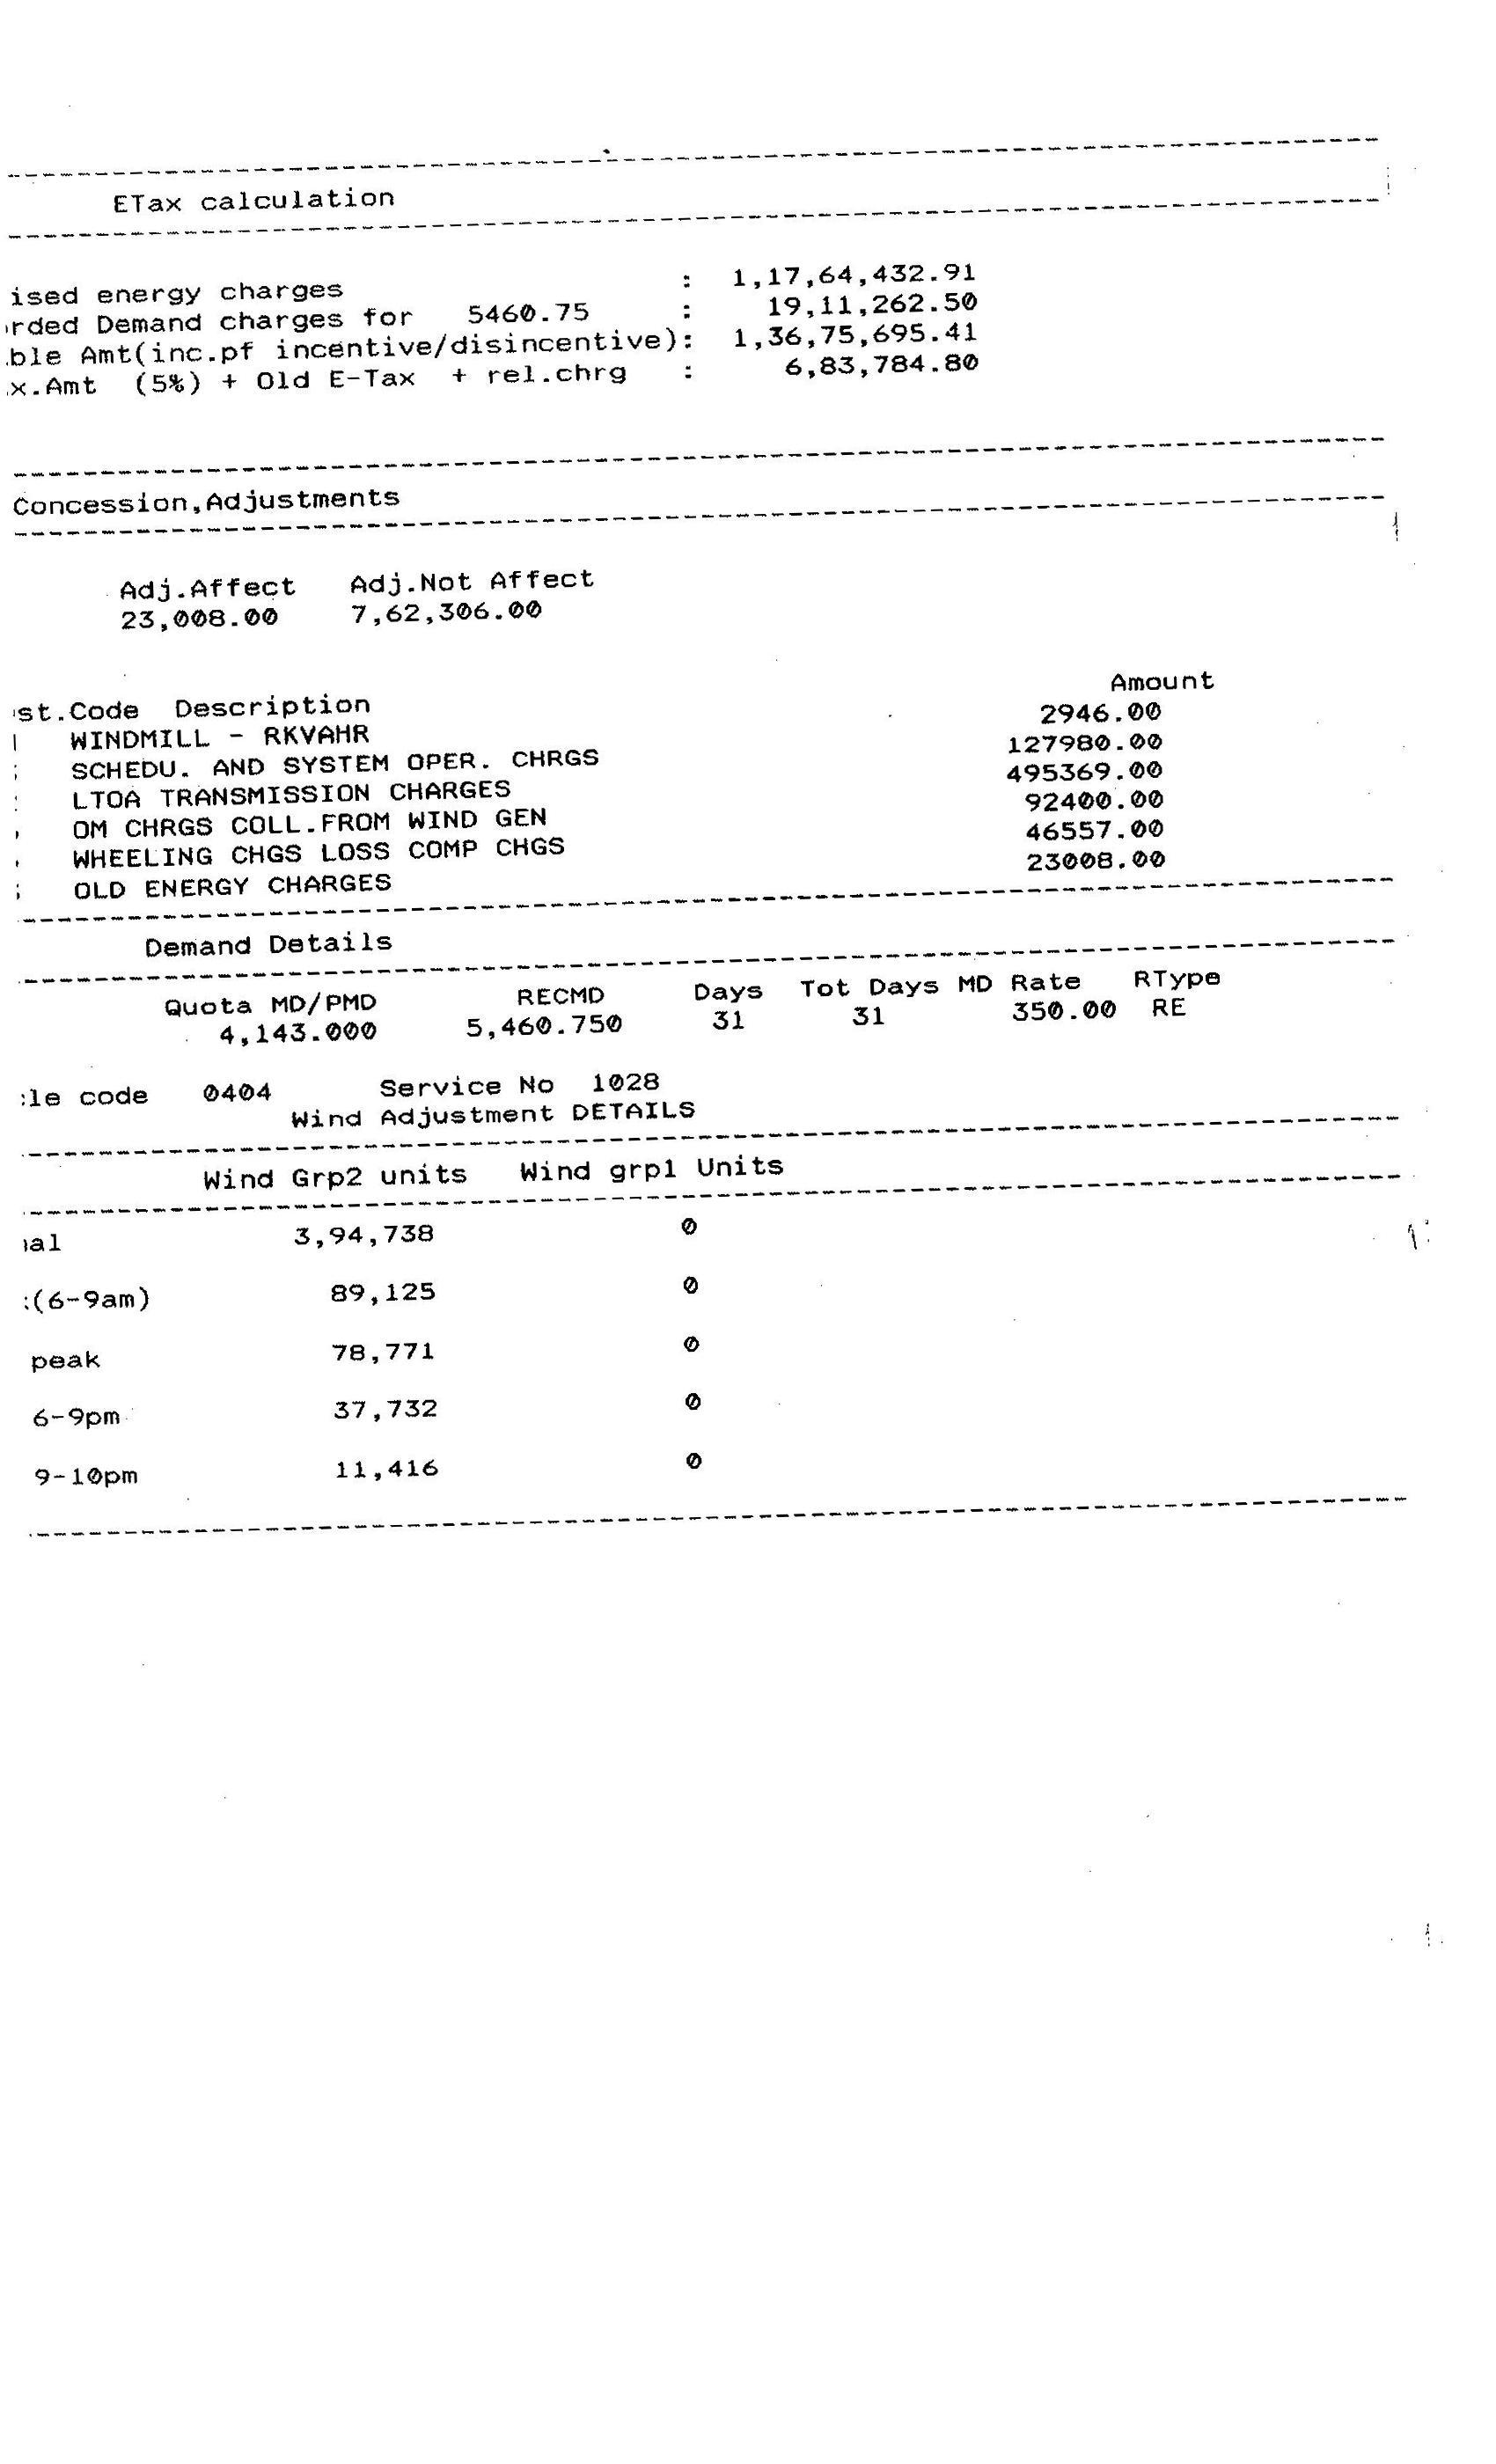 ETax calculation
ised energy charges : 1,17,64,432.91
rded Demand charges for 5460.75 : 19,11,262.50
ble Amt(inc.pf incentive/disincentive): 1,36,75,695.41
x.Amt (5%) + Old E-Tax + rel.chrg : 6,83,784.80
Concession,Adjustments
Adj.Affect Adj.Not Affect
23,008.00 7,62,306.00
st.Code Description Amount
WINDMILL - RKVAHR 2946.00
SCHEDU. AND SYSTEM OPER. CHRGS 127980.00
LTOA TRANSMISSION CHARGES 495369.00
OM CHRGS COLL.FROM WIND GEN 92400.00
WHEELING CHGS LOSS COMP CHGS 46557.00
OLD ENERGY CHARGES 23008.00
Demand Details
Quota MD/PMD RECMD Days Tot Days MD Rate RType
4,143.000 5,460.750 31 31 350.00 RE
le code 0404 Service No 1028
Wind Adjustment DETAILS
Wind Grp2 units Wind grp1 Units
al 3,94,738 0
(6-9am) 89,125 0
peak 78,771 0
6-9pm 37,732 0
9-10pm 11,416 0